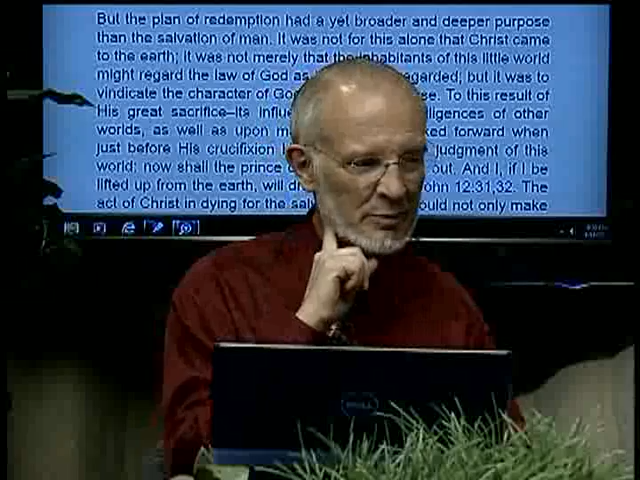 But the plan of redemption had a yet broader and deeper purpose
than the salvation of man. It was not for this alone that Christ came
to the earth; it was not merely that the inhabitants of this little world
might regard the law of God as regarded; but it was to
vindicate the character of God se. To this result of
His great sacrifice--its influe ligences of other
worlds, as well as upon m ked forward when
just before His crucifixion judgment of this
world: now shall the prince out. And I, if I be
lifted up from the earth, will dr ohn 12:31,32. The
act of Christ in dying for the sal ould not only make
DELL